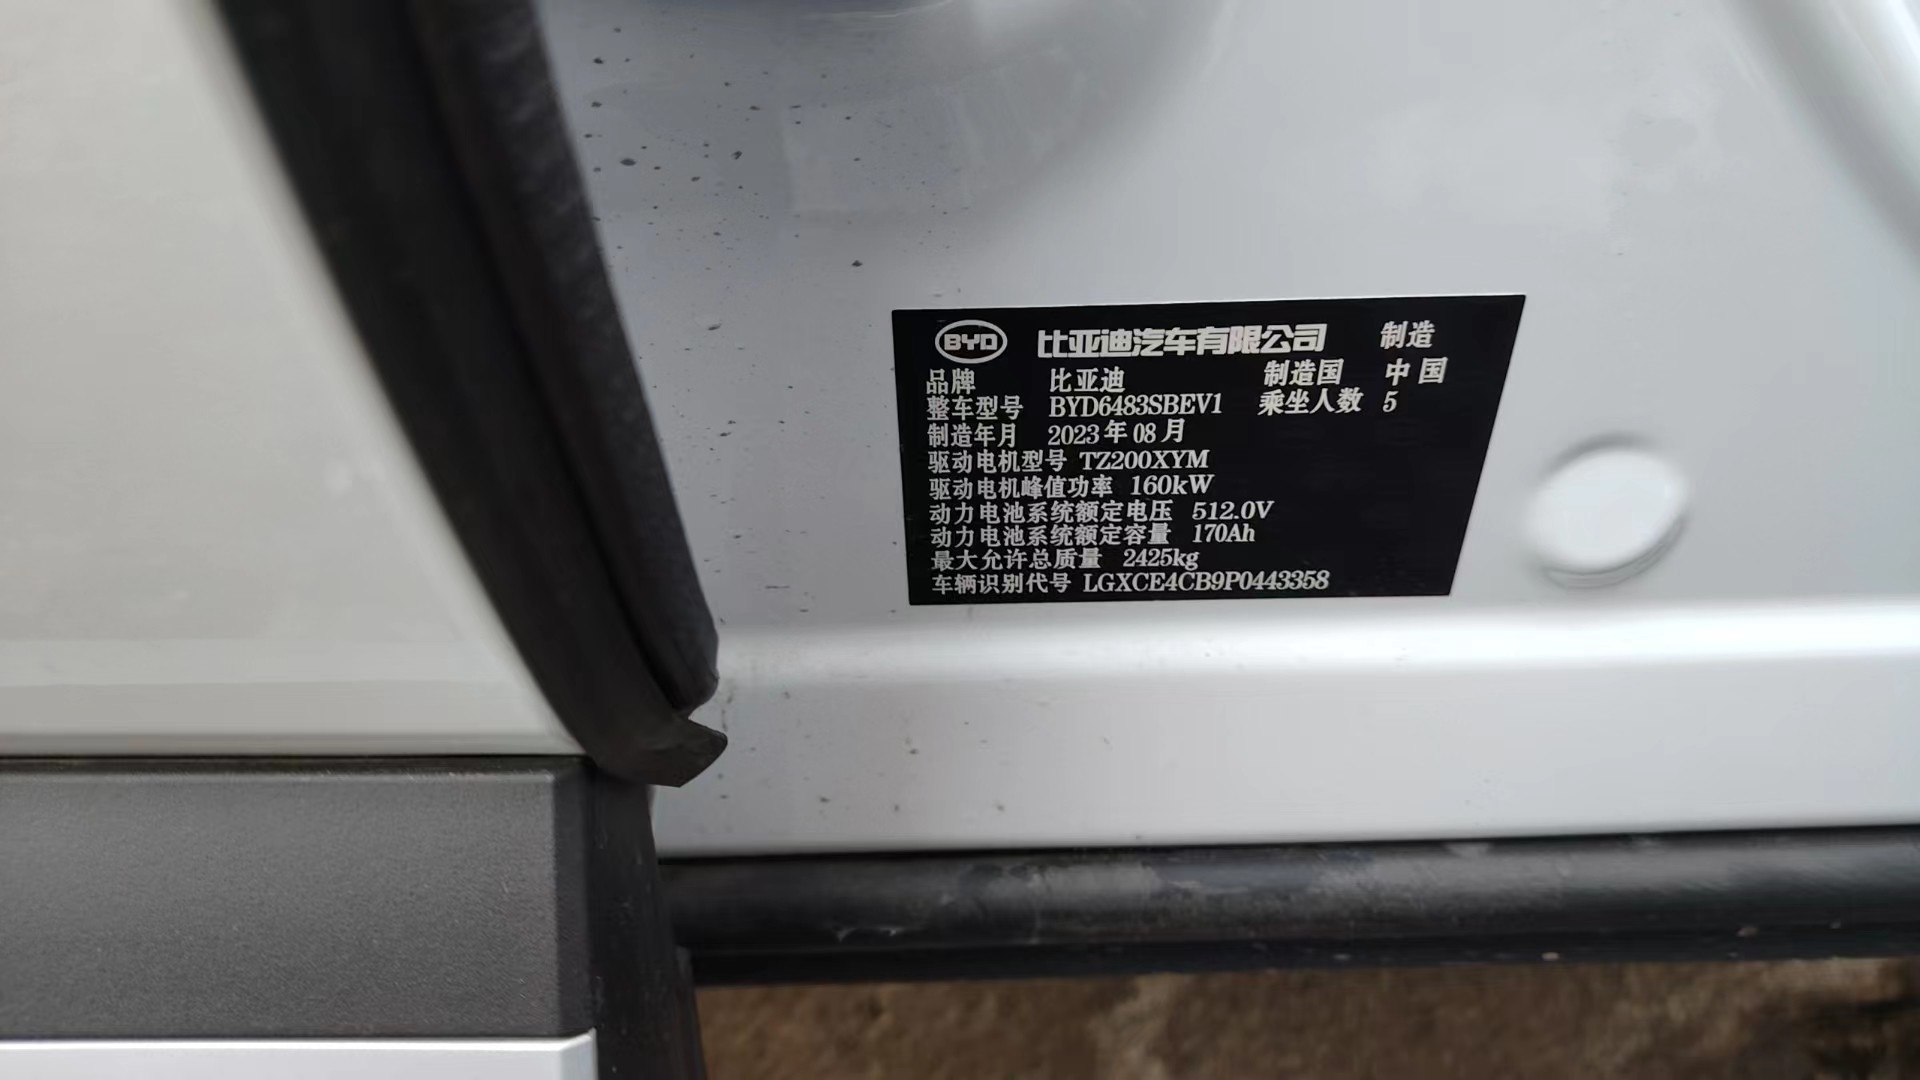 BYD 比亚迪汽车有限公司 制造
品牌 比亚迪 制造国 中国
整车型号 BYD6483SBEV1 乘坐人数 5
制造年月 2023年08月
驱动电机型号 TZ200XYM
驱动电机峰值功率 160kW
动力电池系统额定电压 512.0V
动力电池系统额定容量 170Ah
最大允许总质量 2425kg
车辆识别代号 LGXCE4CB9P0443358